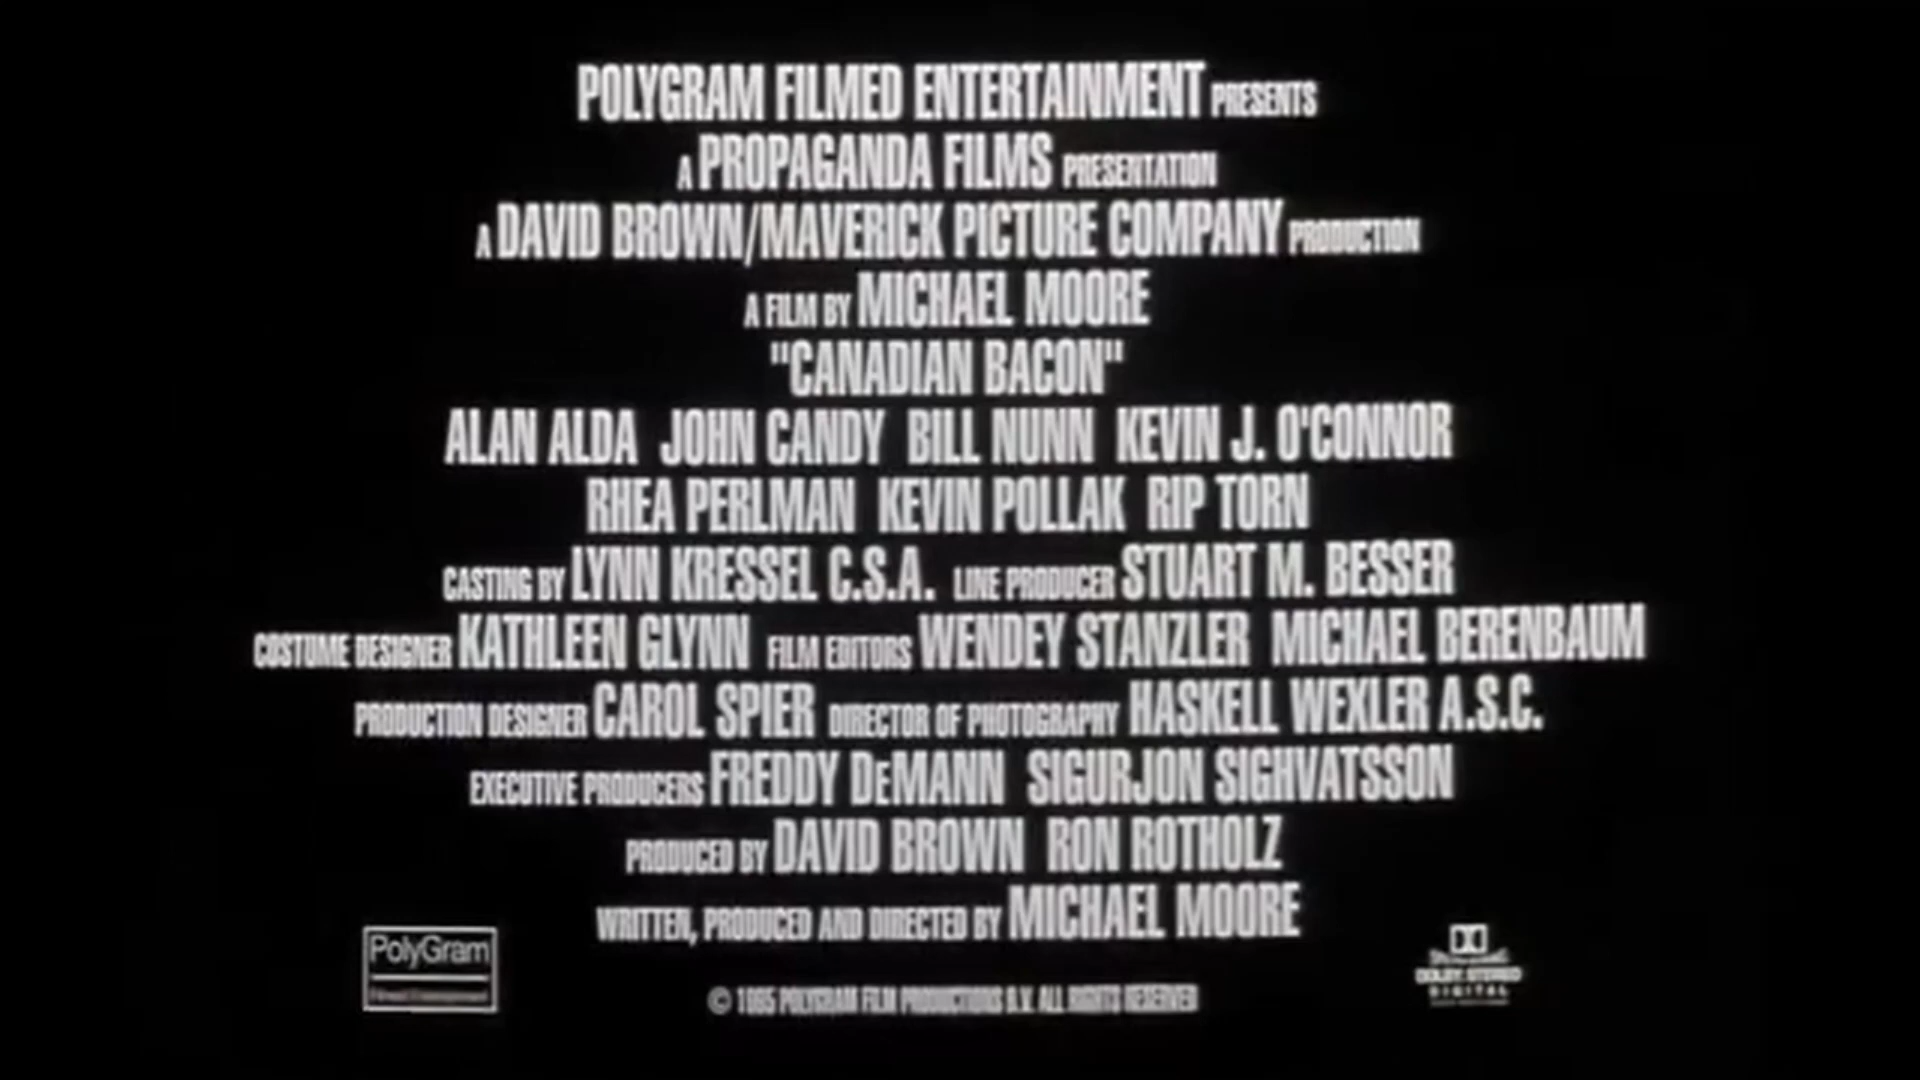 POLYGRAM FILMED ENTERTAINMENT PRESENTS
A PROPAGANDA FILMS PRESENTATION
A DAVID BROWN/MAVERICK PICTURE COMPANY PRODUCTION
A FILM BY MICHAEL MOORE
"CANADIAN BACON"
ALAN ALDA JOHN CANDY BILL NUNN KEVIN J. O'CONNOR
RHEA PERLMAN KEVIN POLLAK RIP TORN
CASTING BY LYNN KRESSEL C.S.A. LINE PRODUCER STUART M. BESSER
COSTUME DESIGNER KATHLEEN GLYNN FILM EDITORS WENDEY STANZLER MICHAEL BERENBAUM
PRODUCTION DESIGNER CAROL SPIER DIRECTOR OF PHOTOGRAPHY HASKELL WEXLER A.S.C.
EXECUTIVE PRODUCERS FREDDY DeMANN SIGURJON SIGHVATSSON
PRODUCED BY DAVID BROWN RON ROTHOLZ
WRITTEN, PRODUCED AND DIRECTED BY MICHAEL MOORE
PolyGram
Filmed Entertainment
© 1995 POLYGRAM FILM PRODUCTIONS B.V. ALL RIGHTS RESERVED
DOLBY STEREO
DIGITAL